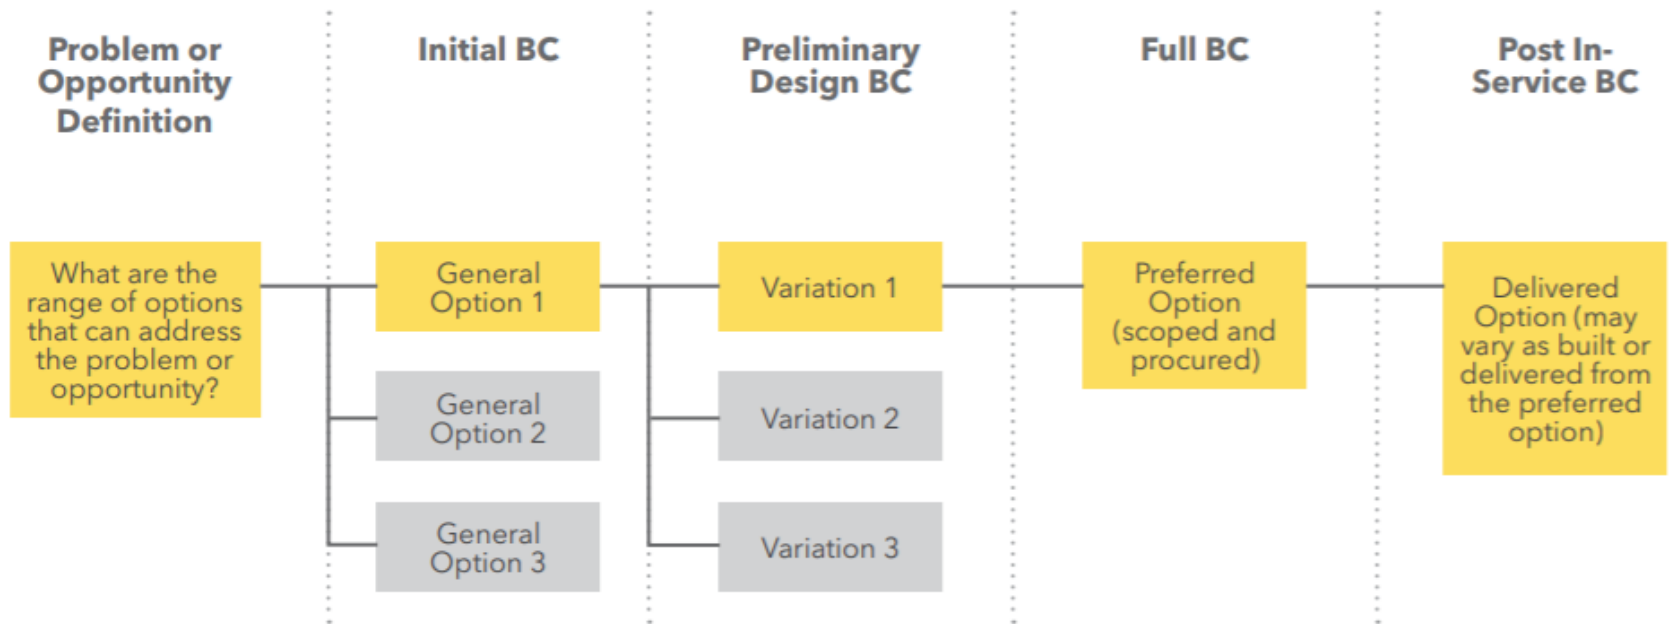 Problem or
Opportunity
Definition
Initial BC
Preliminary
Design BC
Full BC
Post In-
Service BC
What are the
range of options
that can address
the problem or
opportunity?
General
Option 1
General
Option 2
General
Option 3
Variation 1
Variation 2
Variation 3
Preferred
Option
(scoped and
procured)
Delivered
Option (may
vary as built or
delivered from
the preferred
option)